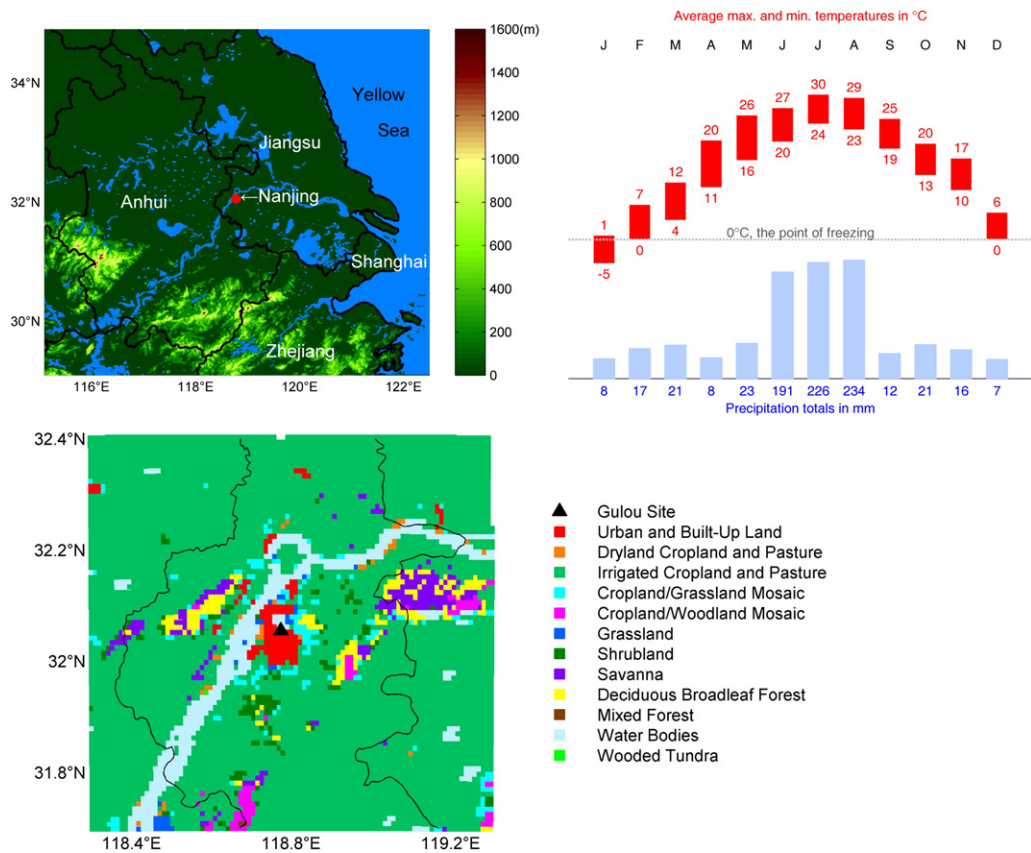 1600(m)
1400
1200
1000
800
600
400
200
0
34°N
33°N
32°N
31°N
30°N
116°E
118°E
120°E
122°E
Yellow
Sea
Jiangsu
←Nanjing
Anhui
Shanghai
Zhejiang
Average max. and min. temperatures in °C
J F M A M J J A S O N D
1 7 12 20 26 27 30 29 25 20 17 6
-5 0 4 11 16 20 24 23 19 13 10 0
0°C, the point of freezing
8 17 21 8 23 191 226 234 12 21 16 7
Precipitation totals in mm
32.4°N
32.2°N
32°N
31.8°N
118.4°E
118.8°E
119.2°E
Gulou Site
Urban and Built-Up Land
Dryland Cropland and Pasture
Irrigated Cropland and Pasture
Cropland/Grassland Mosaic
Cropland/Woodland Mosaic
Grassland
Shrubland
Savanna
Deciduous Broadleaf Forest
Mixed Forest
Water Bodies
Wooded Tundra